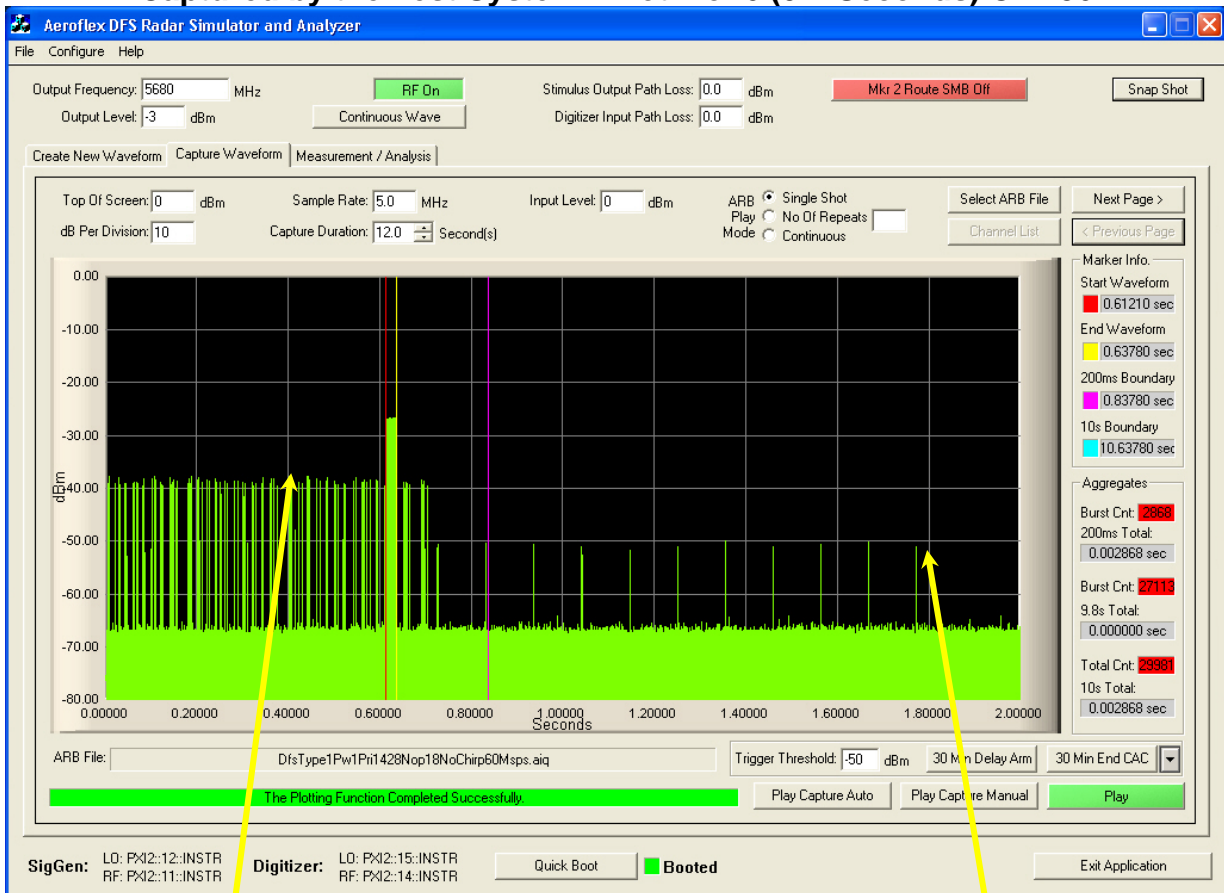 Aeroflex DFS Radar Simulator and Analyzer
File Configure Help
Output Frequency: 5680 MHz
RF On
Stimulus Output Path Loss: 0.0 dBm
Mkr 2 Route SMB Off
Snap Shot
Output Level: -3 dBm
Continuous Wave
Digitizer Input Path Loss: 0.0 dBm
Create New Waveform
Capture Waveform
Measurement / Analysis
Top Of Screen: 0 dBm
Sample Rate: 5.0 MHz
Input Level: 0 dBm
ARB Play Mode
Single Shot
No Of Repeats
Continuous
Select ARB File
Next Page >
dB Per Division: 10
Capture Duration: 12.0 Second(s)
Channel List
< Previous Page
0.00
-10.00
-20.00
-30.00
-40.00
-50.00
-60.00
-70.00
-80.00
dBm
0.00000 0.20000 0.40000 0.60000 0.80000 1.00000 1.20000 1.40000 1.60000 1.80000 2.00000
Seconds
Marker Info.
Start Waveform
0.61210 sec
End Waveform
0.63780 sec
200ms Boundary
0.83780 sec
10s Boundary
10.63780 sec
Aggregates
Burst Cnt: 2868
200ms Total:
0.002868 sec
Burst Cnt: 27113
9.8s Total:
0.000000 sec
Total Cnt: 29981
10s Total:
0.002868 sec
ARB File: DfsType1Pw1Pri1428Nop18NoChirp60Msps.aiq
Trigger Threshold: -50 dBm
30 Min Delay Arm
30 Min End CAC
The Plotting Function Completed Successfully.
Play Capture Auto
Play Capture Manual
Play
SigGen: LO: PXI2::12::INSTR
RF: PXI2::11::INSTR
Digitizer: LO: PXI2::15::INSTR
RF: PXI2::14::INSTR
Quick Boot
Booted
Exit Application